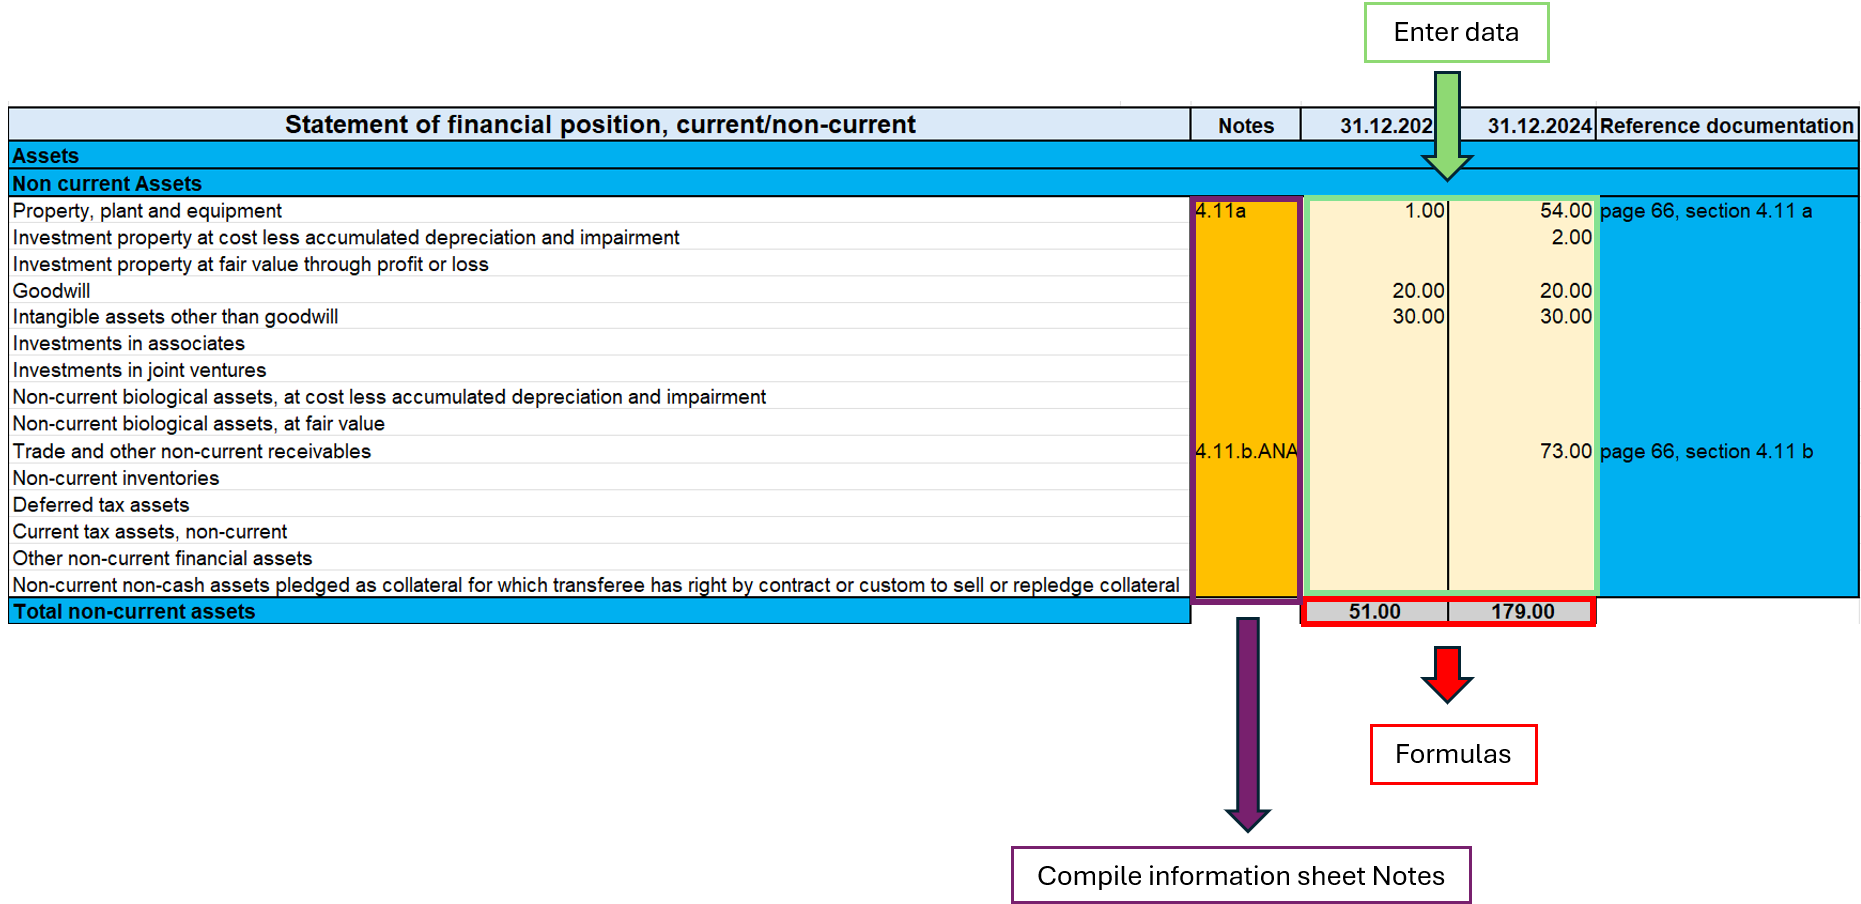 Enter data
Statement of financial position, current/non-current Notes 31.12.202 31.12.2024 Reference documentation
Assets
Non current Assets
Property, plant and equipment 4.11a 1.00 54.00 page 66, section 4.11 a
Investment property at cost less accumulated depreciation and impairment 2.00
Investment property at fair value through profit or loss
Goodwill 20.00 20.00
Intangible assets other than goodwill 30.00 30.00
Investments in associates
Investments in joint ventures
Non-current biological assets, at cost less accumulated depreciation and impairment
Non-current biological assets, at fair value
Trade and other non-current receivables 4.11.b.ANA 73.00 page 66, section 4.11 b
Non-current inventories
Deferred tax assets
Current tax assets, non-current
Other non-current financial assets
Non-current non-cash assets pledged as collateral for which transferee has right by contract or custom to sell or repledge collateral
Total non-current assets 51.00 179.00
Formulas
Compile information sheet Notes